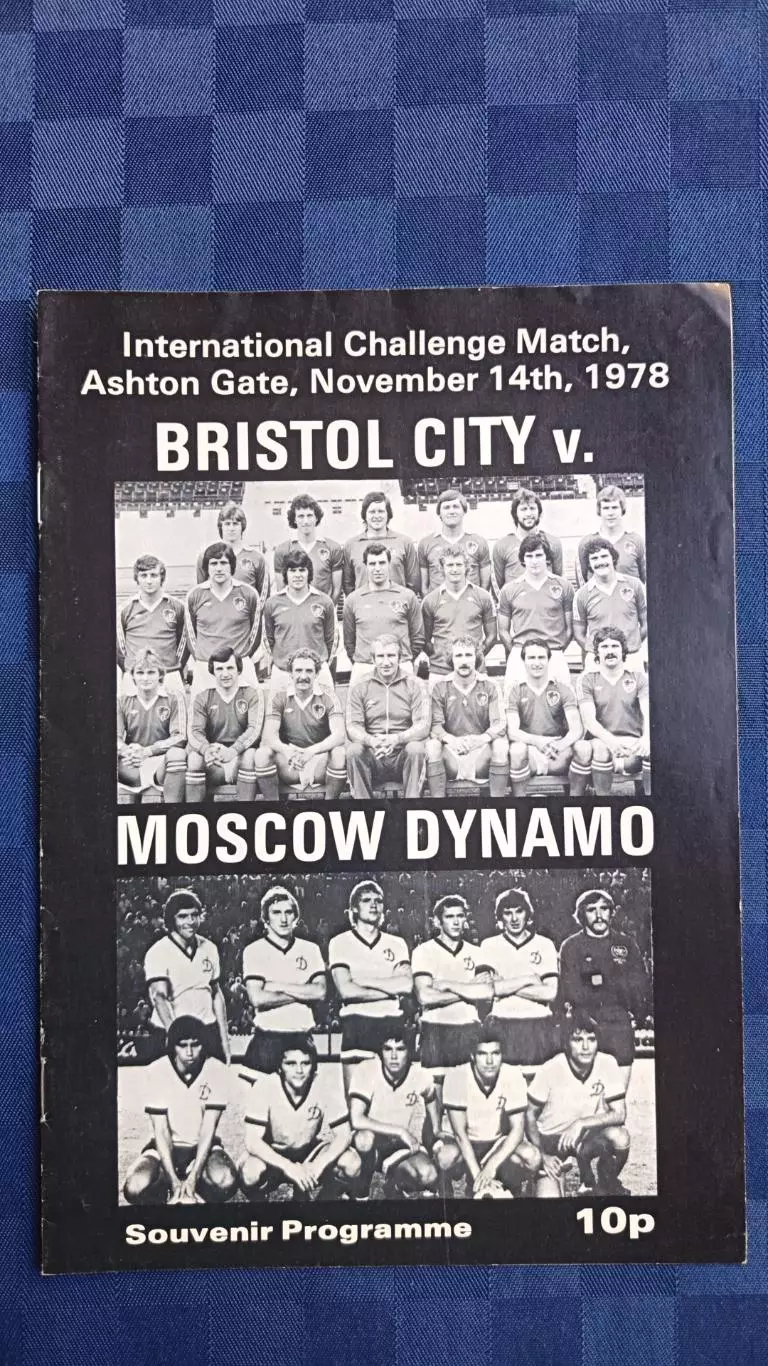 International Challenge Match,
Ashton Gate, November 14th, 1978
BRISTOL CITY v.
MOSCOW DYNAMO
D
D
D
D
D
D
D
D
Souvenir Programme 10p